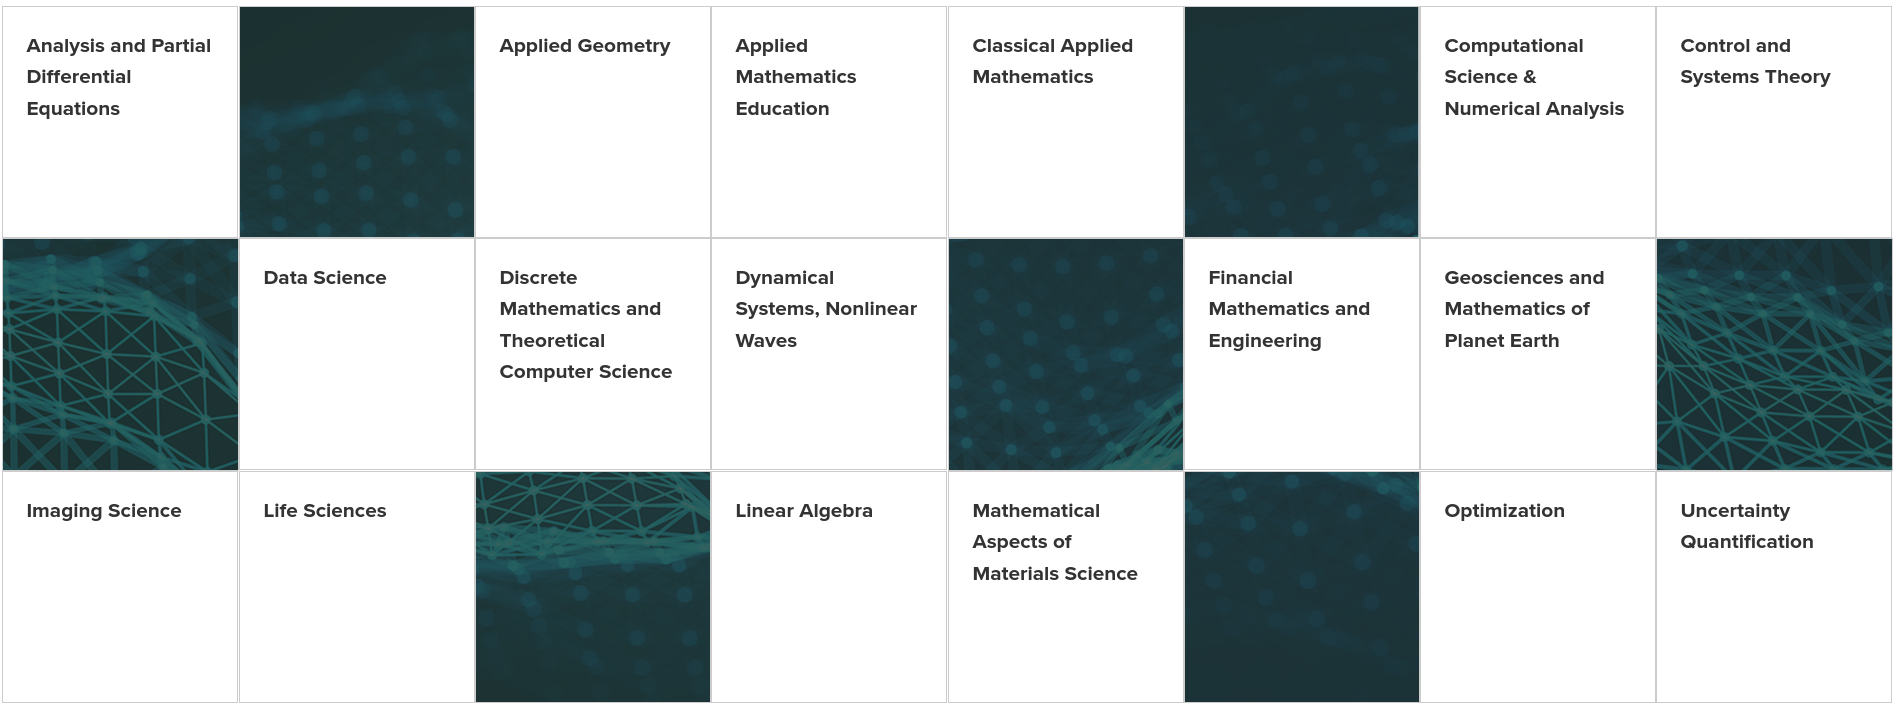 Analysis and Partial
Differential
Equations
Applied Geometry
Applied
Mathematics
Education
Classical Applied
Mathematics
Computational
Science &
Numerical Analysis
Control and
Systems Theory
Data Science
Discrete
Mathematics and
Theoretical
Computer Science
Dynamical
Systems, Nonlinear
Waves
Financial
Mathematics and
Engineering
Geosciences and
Mathematics of
Planet Earth
Imaging Science
Life Sciences
Linear Algebra
Mathematical
Aspects of
Materials Science
Optimization
Uncertainty
Quantification